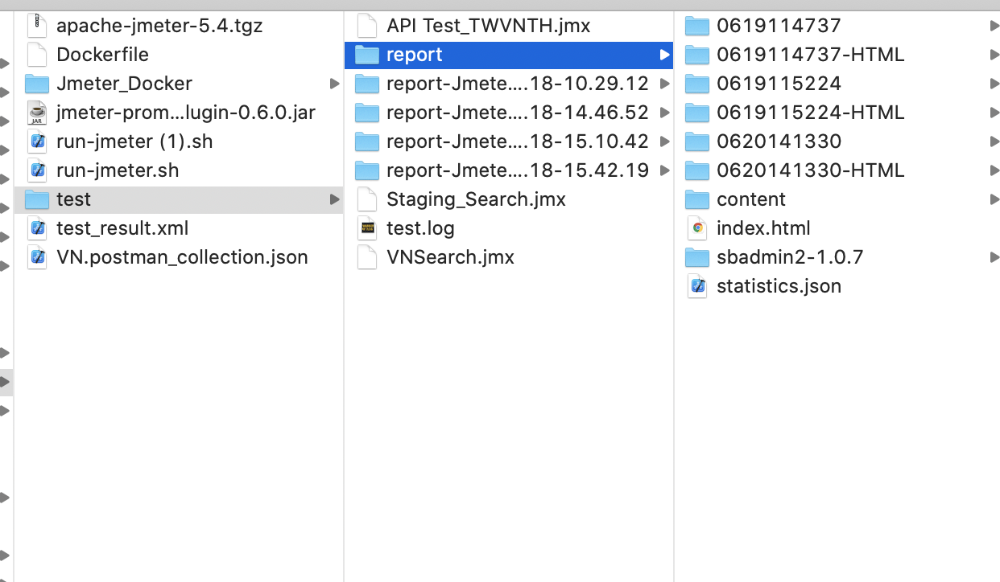 apache-jmeter-5.4.tgz
Dockerfile
Jmeter_Docker
jmeter-prom...lugin-0.6.0.jar
run-jmeter (1).sh
run-jmeter.sh
test
test_result.xml
VN.postman_collection.json
API Test_TWVNTH.jmx
report
report-Jmete....18-10.29.12
report-Jmete....18-14.46.52
report-Jmete....18-15.10.42
report-Jmete....18-15.42.19
Staging_Search.jmx
test.log
VNSearch.jmx
0619114737
0619114737-HTML
0619115224
0619115224-HTML
0620141330
0620141330-HTML
content
index.html
sbadmin2-1.0.7
statistics.json